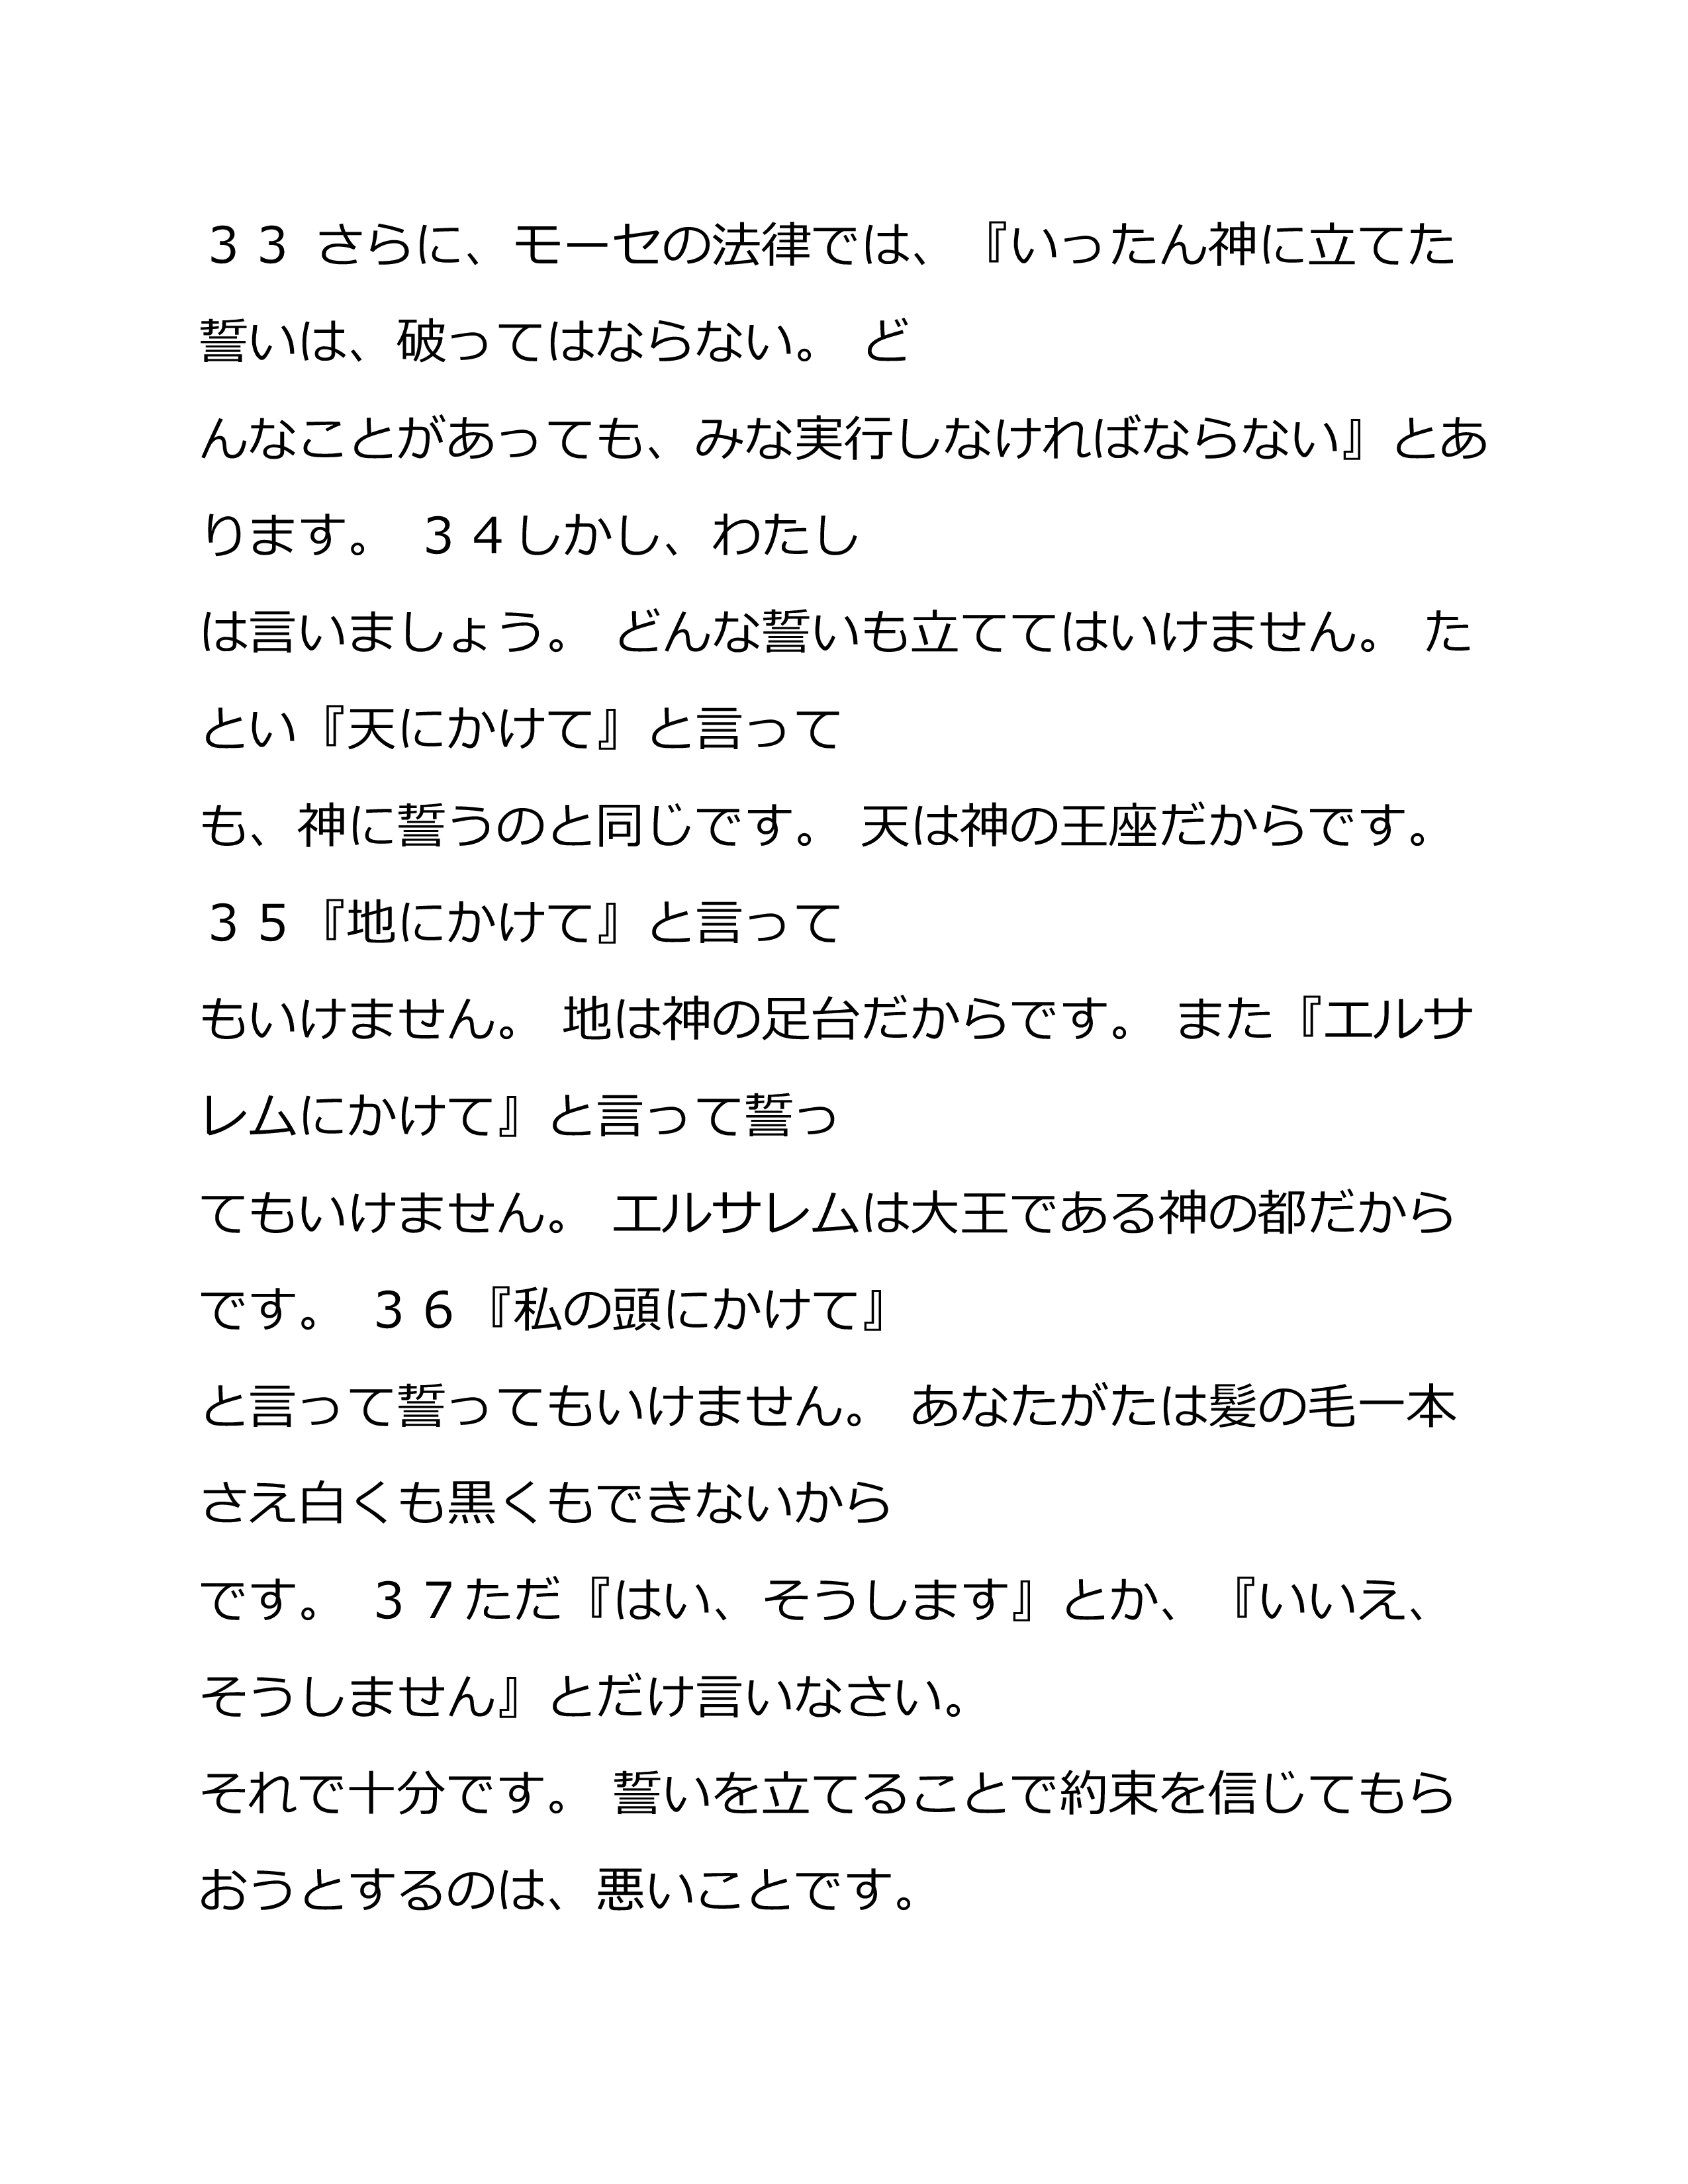 ３３ さらに、モーセの法律では、『いったん神に立てた
誓いは、破ってはならない。 ど
んなことがあっても、みな実行しなければならない』とあ
ります。 ３４しかし、わたし
は言いましょう。 どんな誓いも立ててはいけません。 た
とい『天にかけて』と言って
も、神に誓うのと同じです。 天は神の王座だからです。
３５『地にかけて』と言って
もいけません。 地は神の足台だからです。 また『エルサ
レムにかけて』と言って誓っ
てもいけません。 エルサレムは大王である神の都だから
です。 ３６『私の頭にかけて』
と言って誓ってもいけません。 あなたがたは髪の毛一本
さえ白くも黒くもできないから
です。 ３７ただ『はい、そうします』とか、『いいえ、
そうしません』とだけ言いなさい。
それで十分です。 誓いを立てることで約束を信じてもら
おうとするのは、悪いことです。